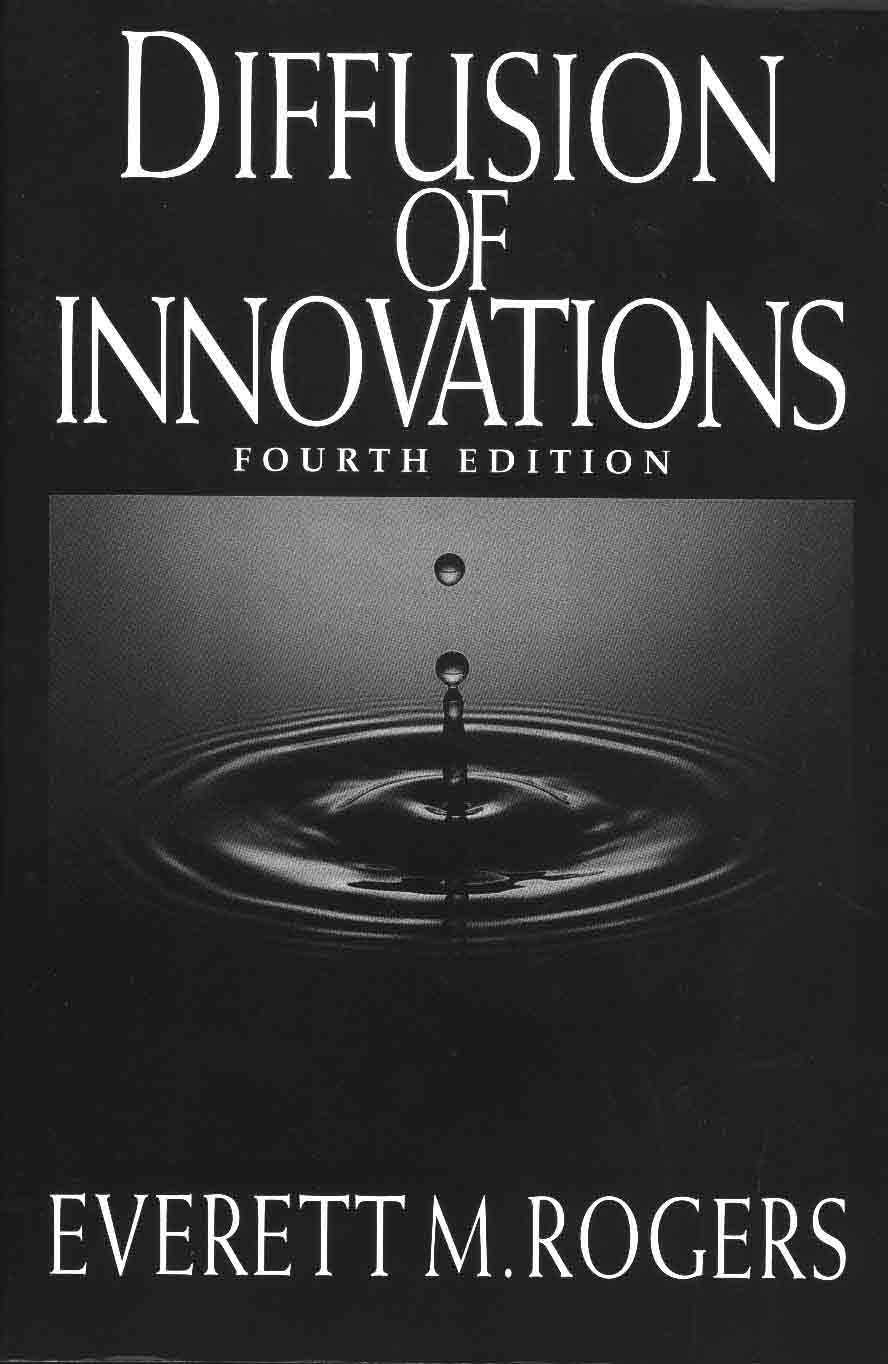 DIFFUSION
OF
INNOVATIONS
FOURTH EDITION
EVERETT M. ROGERS